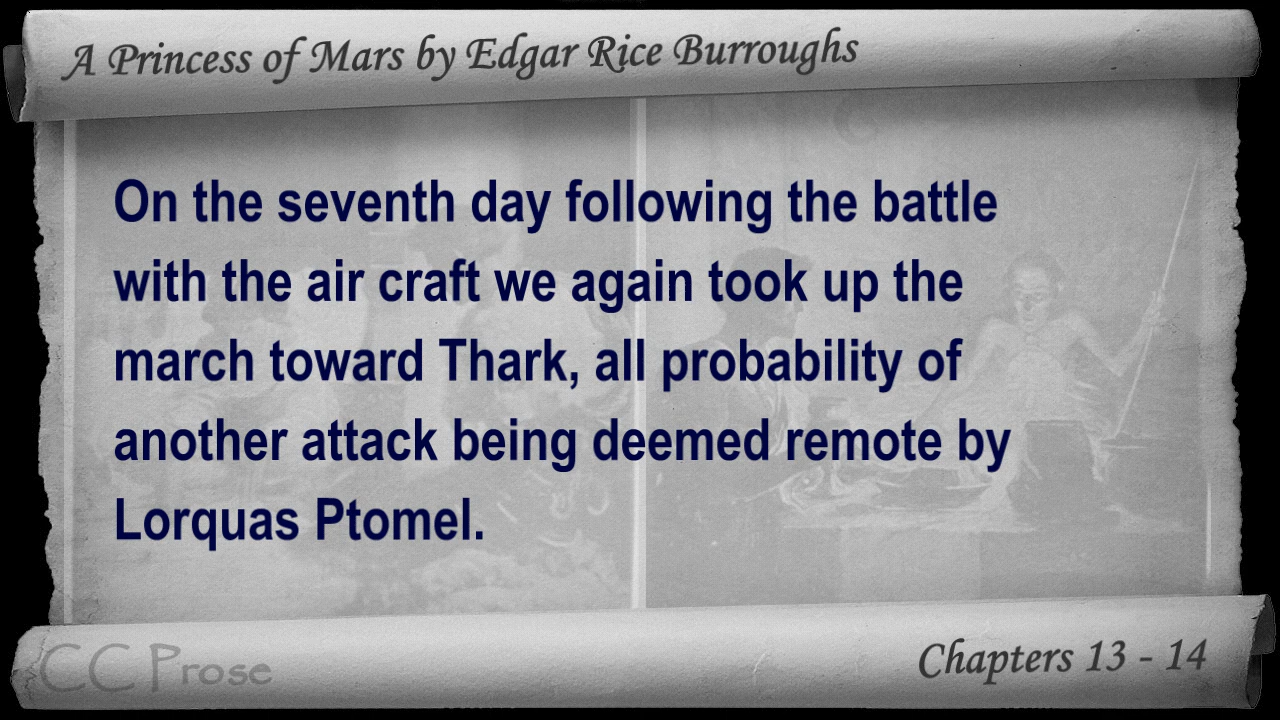 A Princess of Mars by Edgar Rice Burroughs
On the seventh day following the battle
with the air craft we again took up the
march toward Thark, all probability of
another attack being deemed remote by
Lorquas Ptomel.
CC Prose
Chapters 13 - 14